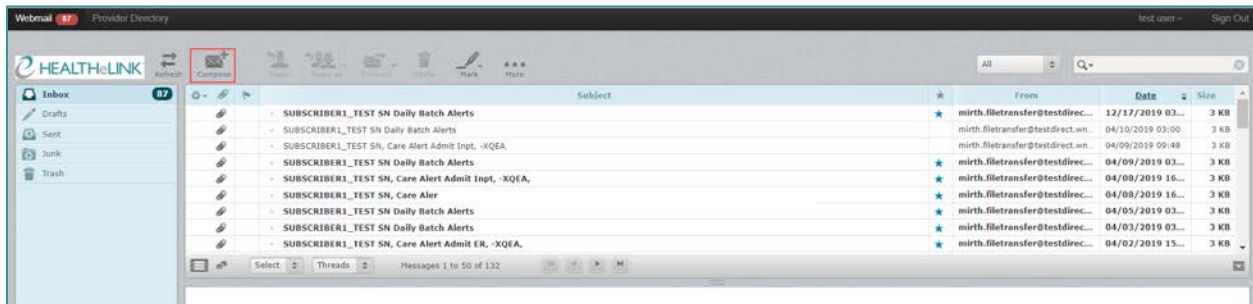 Webmail 87 Provider Directory test user Sign Out
HEALTHeLINK Refresh Compose Reply Reply all Forward Delete Mark More All
Inbox 87 Subject From Date Size
Drafts
Sent
Junk
Trash
SUBSCRIBER1_TEST SN Daily Batch Alerts mirth.filetransfer@testdirec... 12/17/2019 03... 3 KB
SUBSCRIBER1_TEST SN Daily Batch Alerts mirth.filetransfer@testdirect.wn... 04/10/2019 03:00 3 KB
SUBSCRIBER1_TEST SN, Care Alert Admit Inpt, -XQEA, mirth.filetransfer@testdirect.wn... 04/09/2019 09:48 3 KB
SUBSCRIBER1_TEST SN Daily Batch Alerts mirth.filetransfer@testdirec... 04/09/2019 03... 3 KB
SUBSCRIBER1_TEST SN, Care Alert Admit Inpt, -XQEA, mirth.filetransfer@testdirec... 04/08/2019 16... 3 KB
SUBSCRIBER1_TEST SN, Care Aler mirth.filetransfer@testdirec... 04/08/2019 16... 3 KB
SUBSCRIBER1_TEST SN Daily Batch Alerts mirth.filetransfer@testdirec... 04/05/2019 03... 3 KB
SUBSCRIBER1_TEST SN Daily Batch Alerts mirth.filetransfer@testdirec... 04/03/2019 03... 3 KB
SUBSCRIBER1_TEST SN, Care Alert Admit ER, -XQEA, mirth.filetransfer@testdirec... 04/02/2019 15... 3 KB
Select Threads Messages 1 to 50 of 132